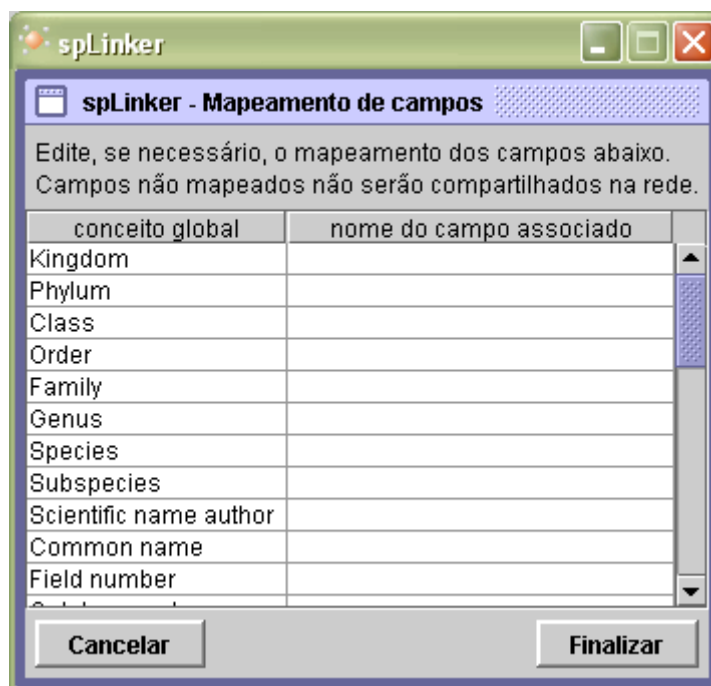 spLinker
spLinker - Mapeamento de campos
Edite, se necessário, o mapeamento dos campos abaixo.
Campos não mapeados não serão compartilhados na rede.
conceito global nome do campo associado
Kingdom
Phylum
Class
Order
Family
Genus
Species
Subspecies
Scientific name author
Common name
Field number
Cancelar Finalizar